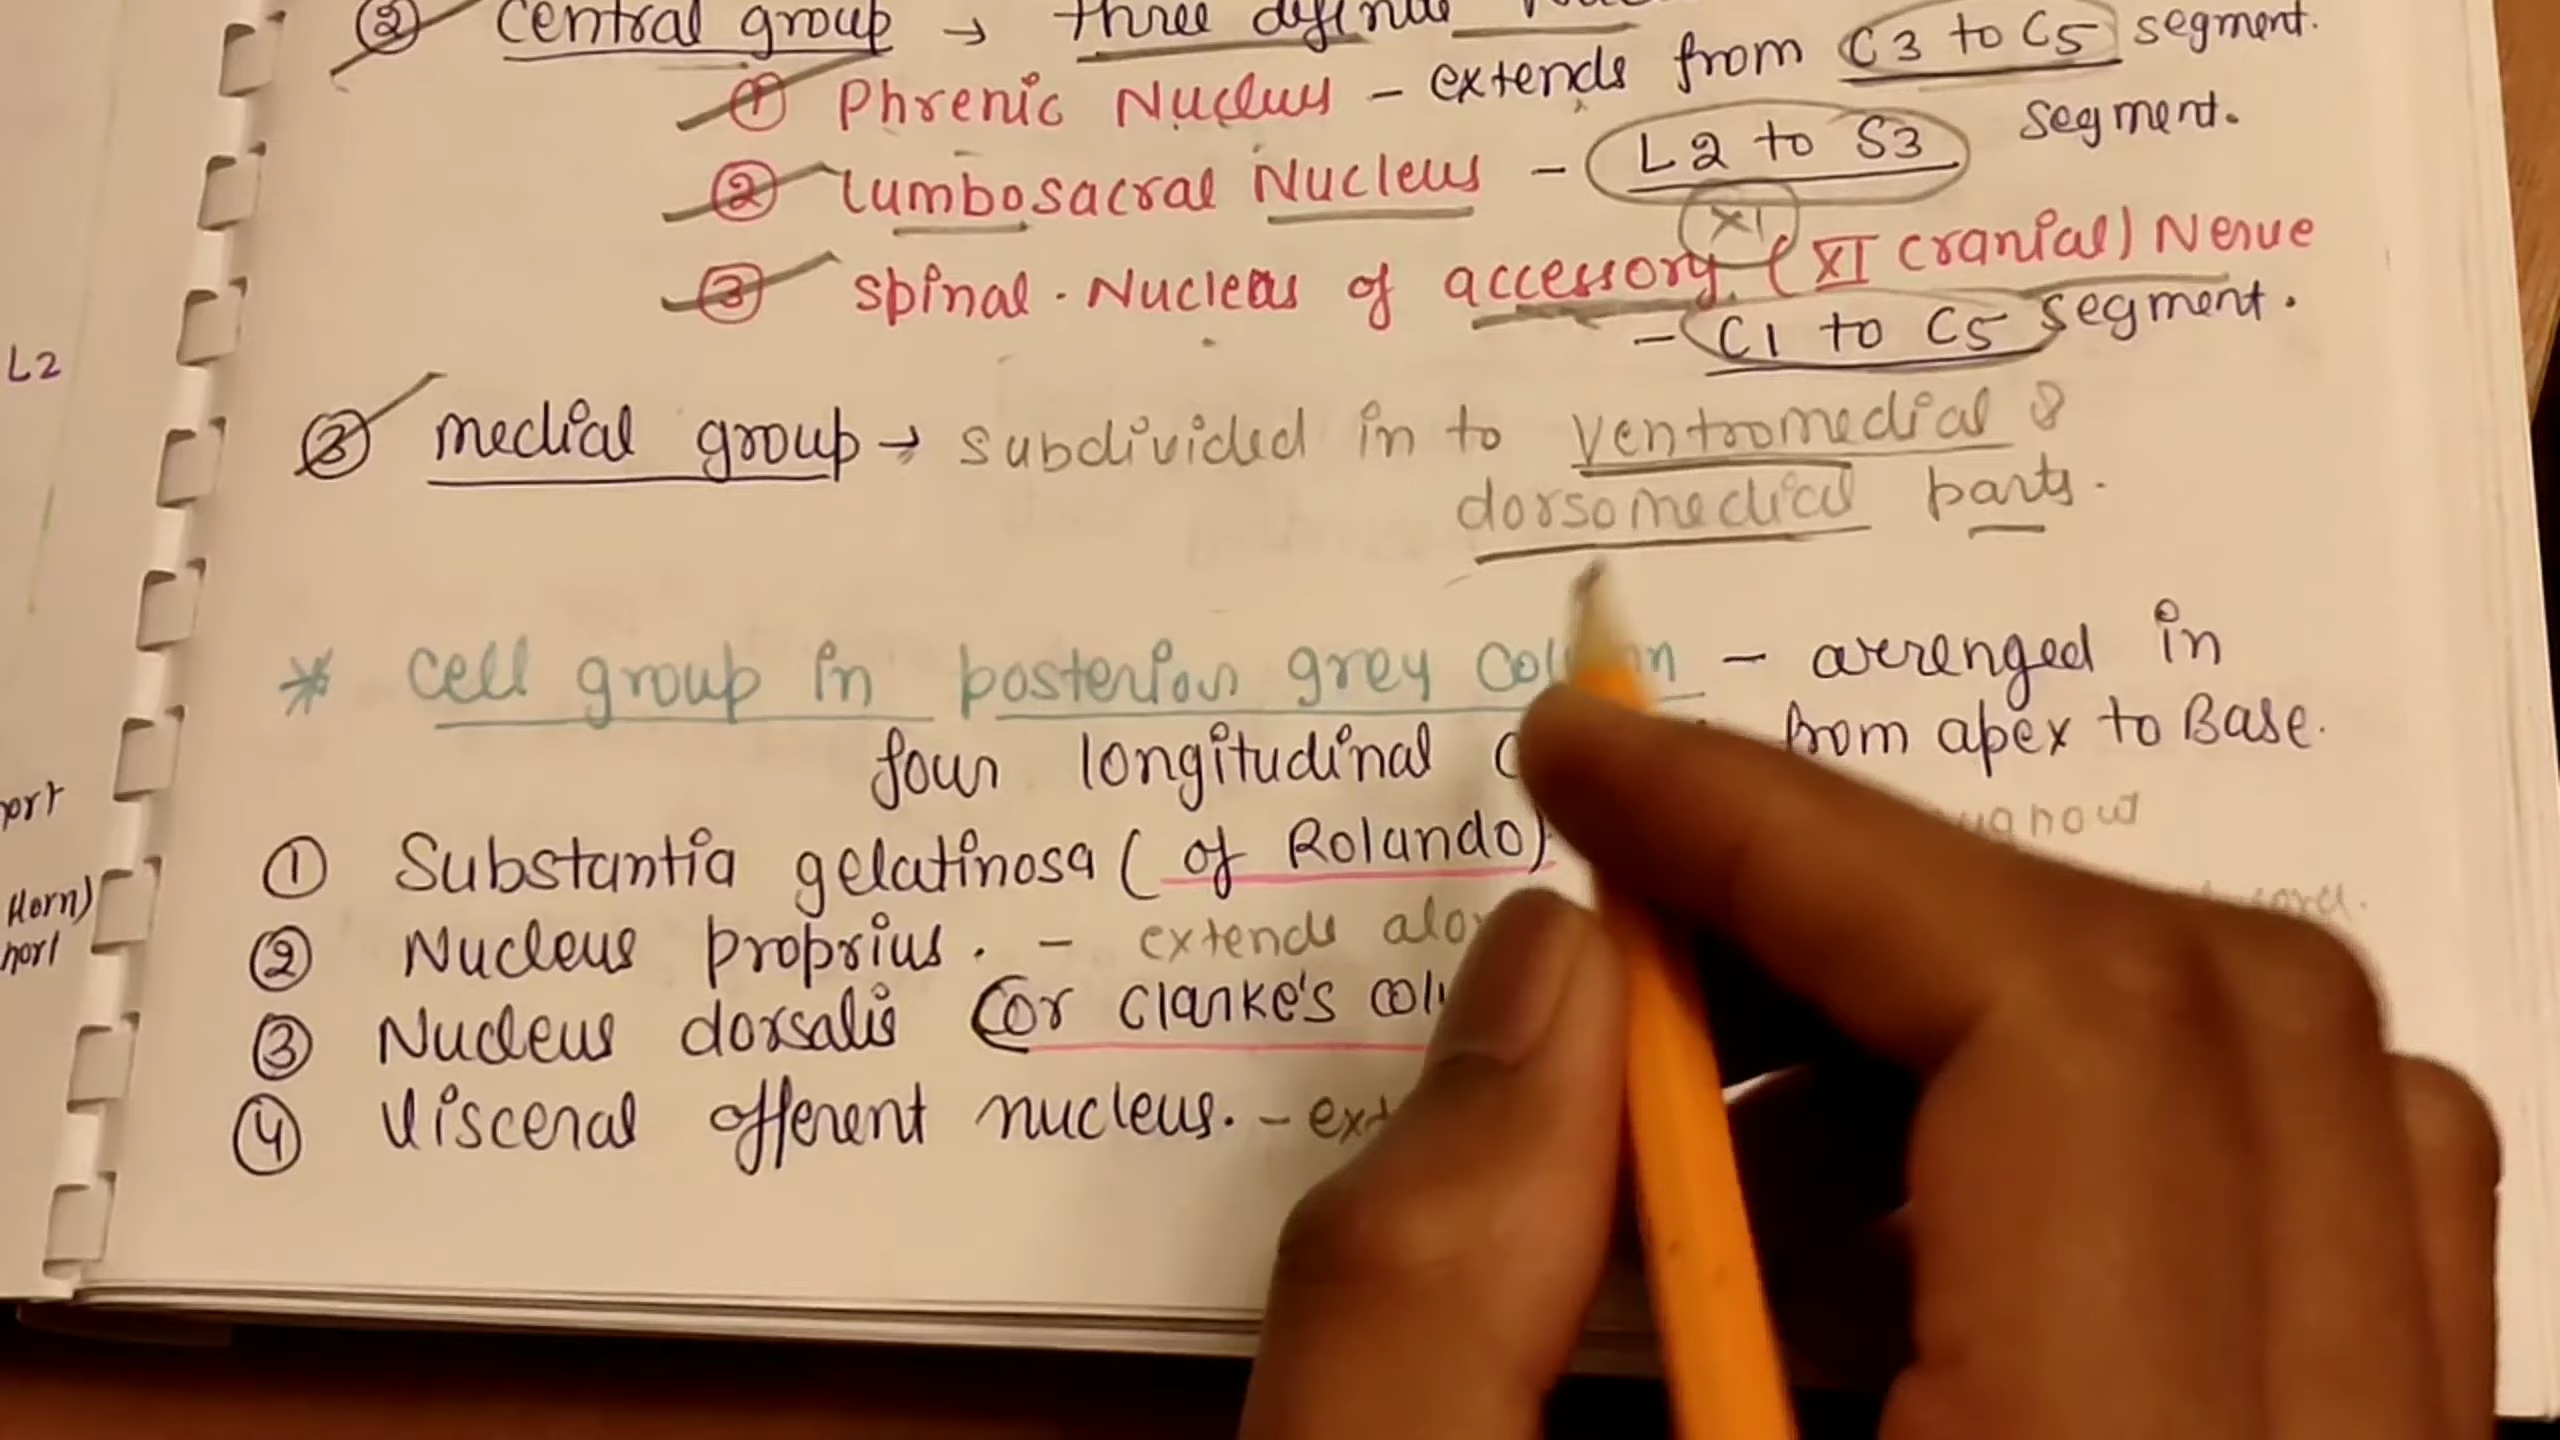 ② Central group → three
① Phrenic Nucleus - extends from C3 to C5 segment.
② Lumbosacral Nucleus - L2 to S3 segment.
XI
③ Spinal Nucleus of accessory (XI cranial) Nerve
- C1 to C5 segment.
L2
③ medial group → subdivided in to ventromedial &
dorsomedial parts.
* cell group in posterior grey - arrenged in
four longitudinal from apex to Base.
① Substantia gelatinosa (of Rolando)
② Nucleus proprius. - extends
Horn)
③ Nucleus dorsalis (or Clarke's
④ Visceral afferent nucleus. -